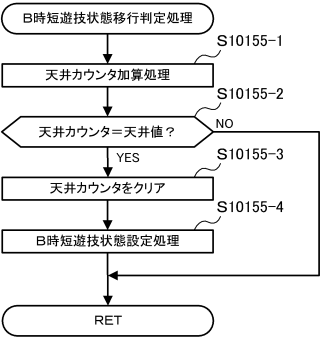 B時短遊技状態移行判定処理
S10155-1
天井カウンタ加算処理
S10155-2
天井カウンタ＝天井値？
NO
YES
S10155-3
天井カウンタをクリア
S10155-4
B時短遊技状態設定処理
RET